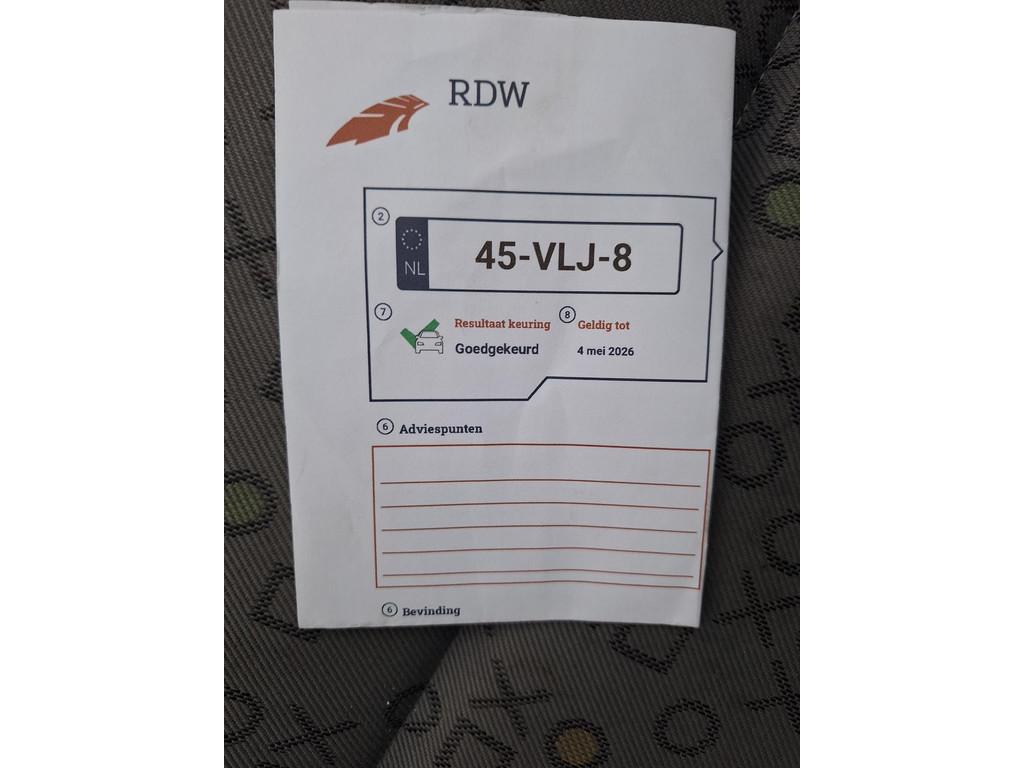 RDW
2
NL
45-VLJ-8
7
Resultaat keuring
8
Geldig tot
Goedgekeurd
4 mei 2026
6 Adviespunten
6 Bevinding